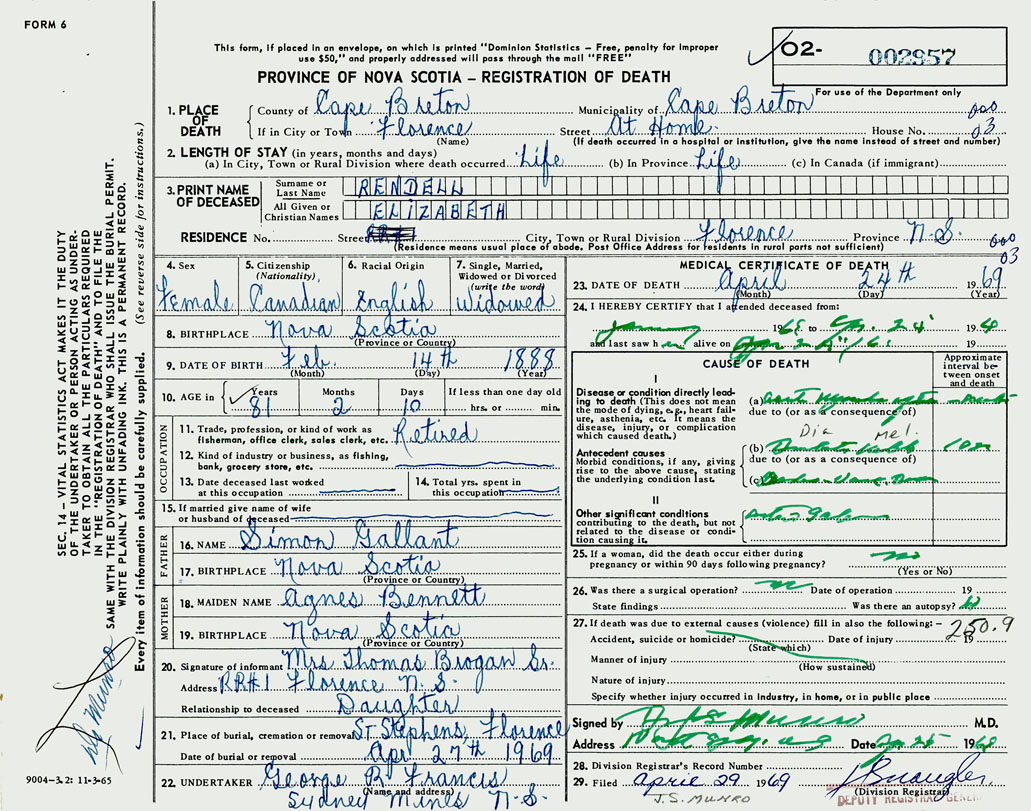 FORM 6
This form, if placed in an envelope, on which is printed "Dominion Statistics – Free, penalty for improper
use $50," and properly addressed will pass through the mail "FREE"
PROVINCE OF NOVA SCOTIA – REGISTRATION OF DEATH
O2- 002957
For use of the Department only
1. PLACE OF DEATH
County of Cape Breton Municipality of Cape Breton 000
If in City or Town Florence Street At Home House No. 03
(Name) (If death occurred in a hospital or institution, give the name instead of street and number)
2. LENGTH OF STAY (in years, months and days)
(a) In City, Town or Rural Division where death occurred Life (b) In Province Life (c) In Canada (if immigrant)
3. PRINT NAME OF DECEASED
Surname or Last Name RENDELL
All Given or Christian Names ELIZABETH
RESIDENCE No. Street City, Town or Rural Division Florence Province N.S. 000
(Residence means usual place of abode. Post Office Address for residents in rural parts not sufficient) 03
4. Sex Female
5. Citizenship (Nationality) Canadian
6. Racial Origin English
7. Single, Married, Widowed or Divorced (write the word) Widowed
8. BIRTHPLACE Nova Scotia
(Province or Country)
9. DATE OF BIRTH Feb. 14th 1888
(Month) (Day) (Year)
10. AGE in Years 81 Months 2 Days 10 If less than one day old hrs. or min.
OCCUPATION
11. Trade, profession, or kind of work as
fisherman, office clerk, sales clerk, etc. Retired
12. Kind of industry or business, as fishing,
bank, grocery store, etc.
13. Date deceased last worked
at this occupation
14. Total yrs. spent in
this occupation
15. If married give name of wife
or husband of deceased
FATHER
16. NAME Simon Gallant
17. BIRTHPLACE Nova Scotia
(Province or Country)
MOTHER
18. MAIDEN NAME Agnes Bennett
19. BIRTHPLACE Nova Scotia
(Province or Country)
20. Signature of informant Mrs Thomas Brogan Sr.
Address RR#1 Florence N.S.
Relationship to deceased Daughter
21. Place of burial, cremation or removal St Stephens, Florence
Date of burial or removal Apr 27th 1969
22. UNDERTAKER George R Francis
(Name and address)
Sydney Mines N.S.
MEDICAL CERTIFICATE OF DEATH
23. DATE OF DEATH April 24th 1969
(Month) (Day) (Year)
24. I HEREBY CERTIFY that I attended deceased from:
19 to 19
and last saw h alive on
CAUSE OF DEATH
Approximate interval between onset and death
I
Disease or condition directly lead-
ing to death (This does not mean
the mode of dying, e.g., heart fail-
ure, asthenia, etc. It means the
disease, injury, or complication
which caused death.)
(a)
due to (or as a consequence of)
Dia Mel.
Antecedent causes
Morbid conditions, if any, giving
rise to the above cause, stating
the underlying condition last.
(b)
due to (or as a consequence of)
(c)
II
Other significant conditions
contributing to the death, but not
related to the disease or condi-
tion causing it.
25. If a woman, did the death occur either during
pregnancy or within 90 days following pregnancy? no
(Yes or No)
26. Was there a surgical operation? Date of operation 19
State findings Was there an autopsy?
27. If death was due to external causes (violence) fill in also the following: – 250.9
Accident, suicide or homicide? Date of injury 19
(State which)
Manner of injury
(How sustained)
Nature of injury
Specify whether injury occurred in Industry, in home, or in public place
Signed by Munro M.D.
Address Date 19
28. Division Registrar's Record Number
29. Filed april 29 1969
(Division Registrar)
J.S. MUNRO DEPUTY REGISTRAR GENERAL
SEC. 14 – VITAL STATISTICS ACT MAKES IT THE DUTY
OF THE UNDERTAKER OR PERSON ACTING AS UNDER-
TAKER TO OBTAIN ALL THE PARTICULARS REQUIRED
IN THE "REGISTRATION OF DEATH" AND TO FILE THE
SAME WITH THE DIVISION REGISTRAR WHO SHALL ISSUE THE BURIAL PERMIT.
WRITE PLAINLY WITH UNFADING INK. THIS IS A PERMANENT RECORD.
Every item of information should be carefully supplied. (See reverse side for instructions.)
Munro
9004-3.2: 11-3-65